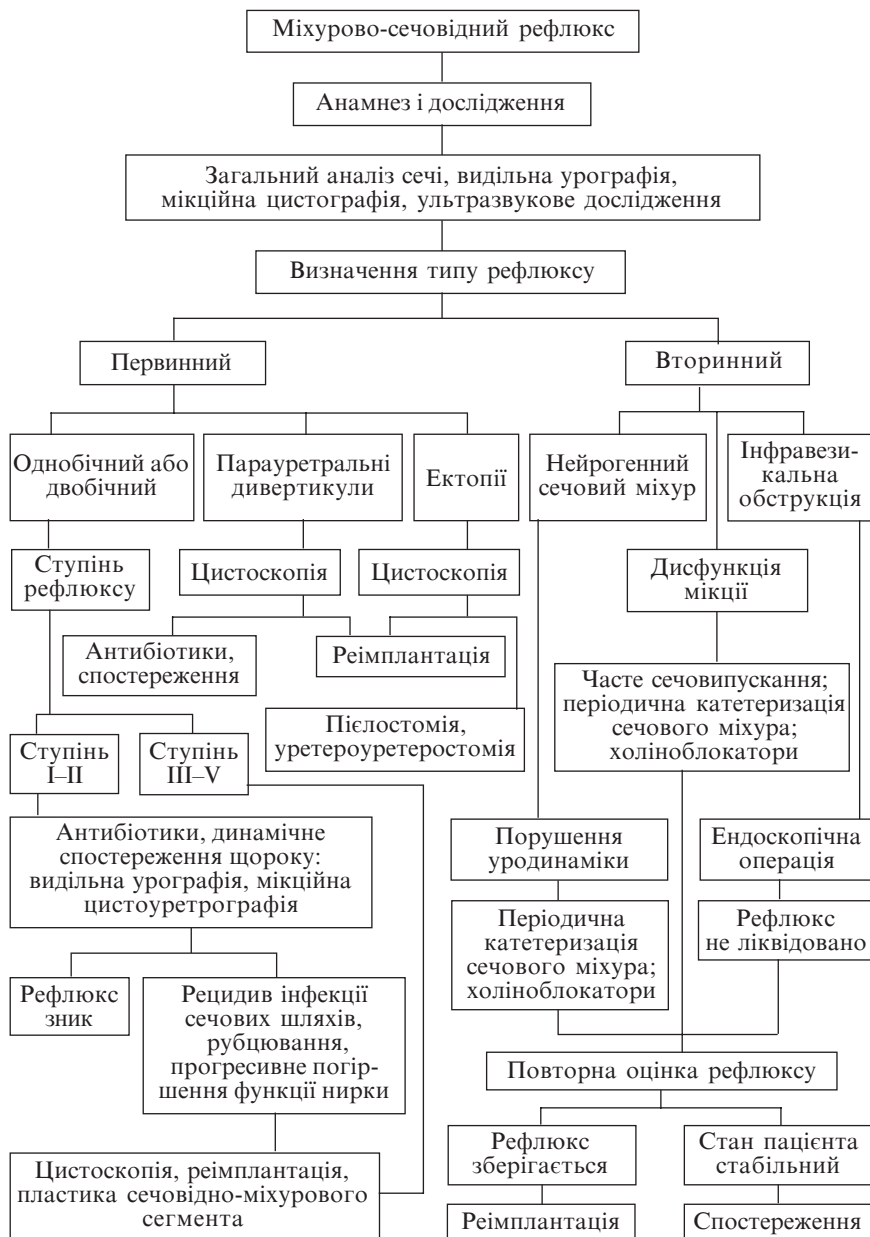 Міхурово-сечовідний рефлюкс
Анамнез і дослідження
Загальний аналіз сечі, видільна урографія,
мікційна цистографія, ультразвукове дослідження
Визначення типу рефлюксу
Первинний
Вторинний
Однобічний або
двобічний
Парауретральні
дивертикули
Ектопії
Нейрогенний
сечовий міхур
Інфравези-
кальна
обструкція
Ступінь
рефлюксу
Цистоскопія
Цистоскопія
Дисфункція
мікції
Антибіотики,
спостереження
Реімплантація
Часте сечовипускання;
періодична катетеризація
сечового міхура;
холіноблокатори
Пієлостомія,
уретероуретеростомія
Ступінь
I–II
Ступінь
III–V
Антибіотики, динамічне
спостереження щороку:
видільна урографія, мікційна
цистоуретрографія
Порушення
уродинаміки
Ендоскопічна
операція
Періодична
катетеризація
сечового міхура;
холіноблокатори
Рефлюкс
не ліквідовано
Рефлюкс
зник
Рецидив інфекції
сечових шляхів,
рубцювання,
прогресивне погір-
шення функції нирки
Повторна оцінка рефлюксу
Цистоскопія, реімплантація,
пластика сечовідно-міхурового
сегмента
Рефлюкс
зберігається
Стан пацієнта
стабільний
Реімплантація
Спостереження